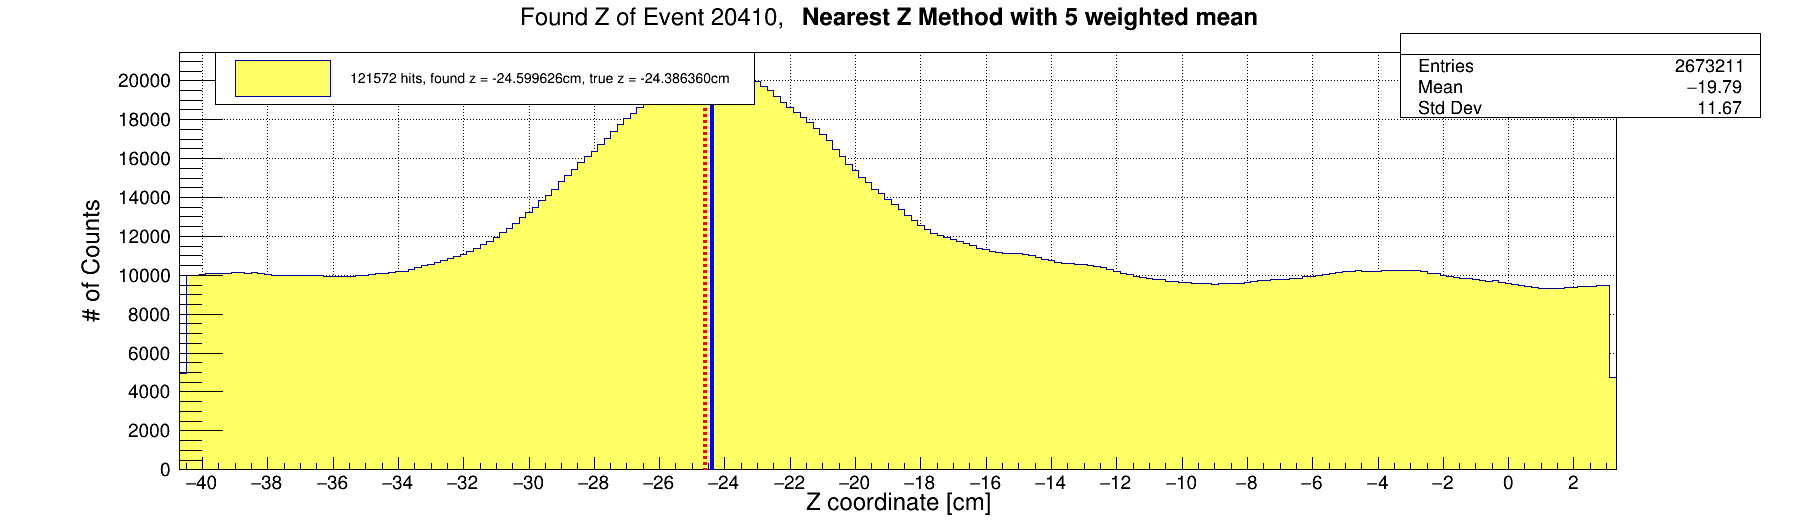 Found Z of Event 20410, Nearest Z Method with 5 weighted mean
121572 hits, found z = -24.599626cm, true z = -24.386360cm
Entries 2673211
Mean −19.79
Std Dev 11.67
20000
18000
16000
14000
12000
10000
8000
6000
4000
2000
0
# of Counts
−40 −38 −36 −34 −32 −30 −28 −26 −24 −22 −20 −18 −16 −14 −12 −10 −8 −6 −4 −2 0 2
Z coordinate [cm]